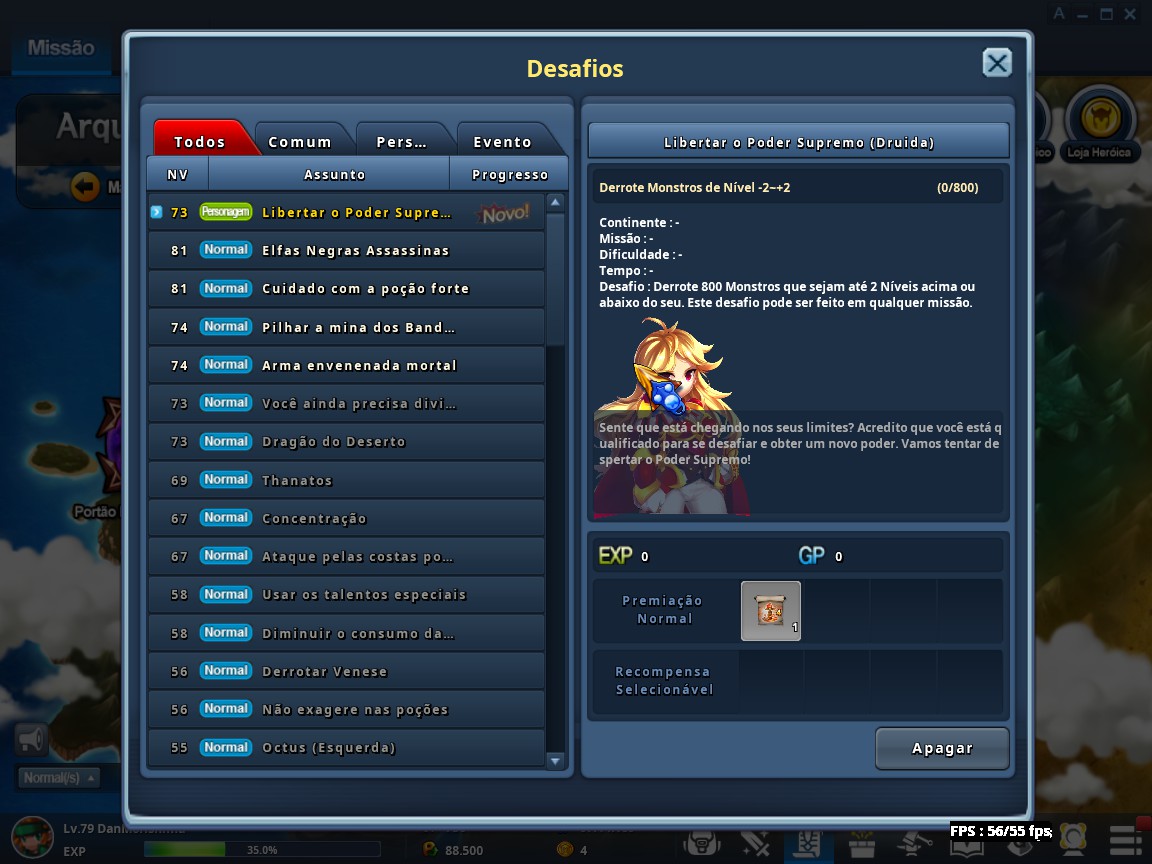 A
Missão
Desafios
Todos
Comum
Pers...
Evento
NV
Assunto
Progresso
73 Personagem Libertar o Poder Supre... Novo!
81 Normal Elfas Negras Assassinas
81 Normal Cuidado com a poção forte
74 Normal Pilhar a mina dos Band...
74 Normal Arma envenenada mortal
73 Normal Você ainda precisa divi...
73 Normal Dragão do Deserto
69 Normal Thanatos
67 Normal Concentração
67 Normal Ataque pelas costas po...
58 Normal Usar os talentos especiais
58 Normal Diminuir o consumo da...
56 Normal Derrotar Venese
56 Normal Não exagere nas poções
55 Normal Octus (Esquerda)
Libertar o Poder Supremo (Druida)
Derrote Monstros de Nível -2~+2 (0/800)
Continente : -
Missão : -
Dificuldade : -
Tempo : -
Desafio : Derrote 800 Monstros que sejam até 2 Níveis acima ou
abaixo do seu. Este desafio pode ser feito em qualquer missão.
Sente que está chegando nos seus limites? Acredito que você está q
ualificado para se desafiar e obter um novo poder. Vamos tentar de
spertar o Poder Supremo!
EXP 0 GP 0
Premiação
Normal
4
1
Recompensa
Selecionável
Apagar
Arqu
M
Loja Heróica
ico
Portão
Normal(/s)
Lv.79
EXP 35.0%
88.500
4
FPS : 56/55 fps;